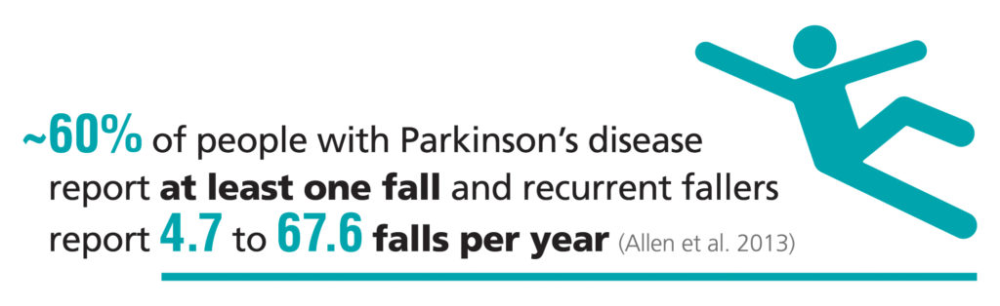 ~60% of people with Parkinson’s disease
report at least one fall and recurrent fallers
report 4.7 to 67.6 falls per year (Allen et al. 2013)